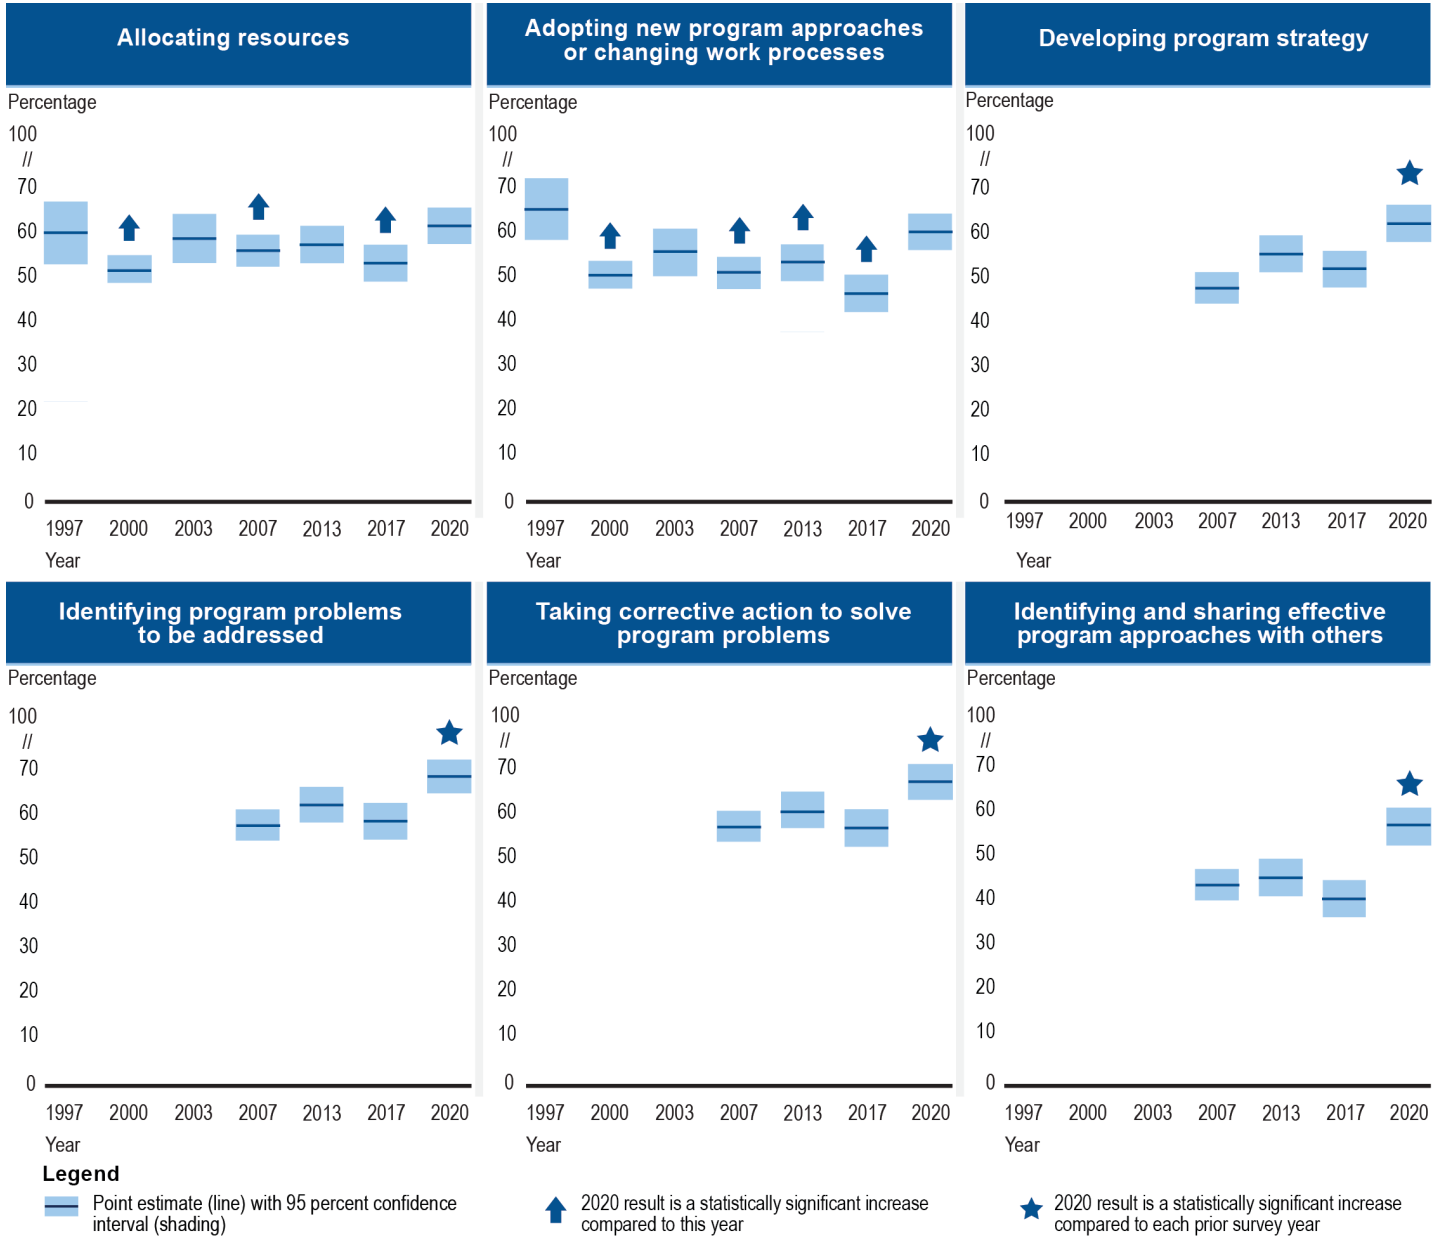 Allocating resources
Percentage
100
//
70
60
50
40
30
20
10
0
1997 2000 2003 2007 2013 2017 2020
Year
Adopting new program approaches
or changing work processes
Percentage
100
//
70
60
50
40
30
20
10
0
1997 2000 2003 2007 2013 2017 2020
Year
Developing program strategy
Percentage
100
//
70
60
50
40
30
20
10
0
1997 2000 2003 2007 2013 2017 2020
Year
Identifying program problems
to be addressed
Percentage
100
//
70
60
50
40
30
20
10
0
1997 2000 2003 2007 2013 2017 2020
Year
Taking corrective action to solve
program problems
Percentage
100
//
70
60
50
40
30
20
10
0
1997 2000 2003 2007 2013 2017 2020
Year
Identifying and sharing effective
program approaches with others
Percentage
100
//
70
60
50
40
30
20
10
0
1997 2000 2003 2007 2013 2017 2020
Year
Legend
Point estimate (line) with 95 percent confidence
interval (shading)
2020 result is a statistically significant increase
compared to this year
2020 result is a statistically significant increase
compared to each prior survey year